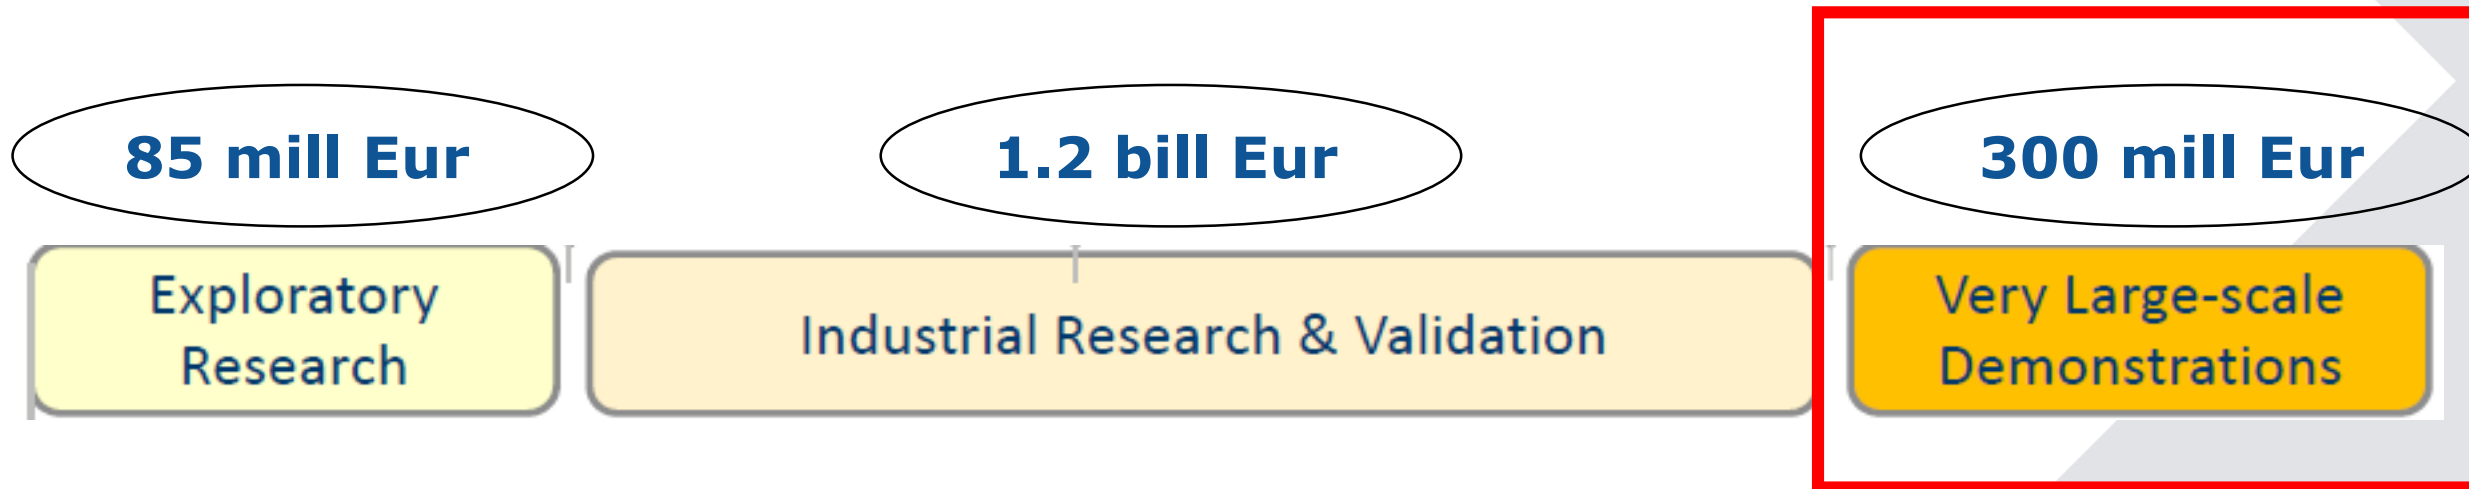 85 mill Eur
1.2 bill Eur
300 mill Eur
Exploratory
Research
Industrial Research & Validation
Very Large-scale
Demonstrations